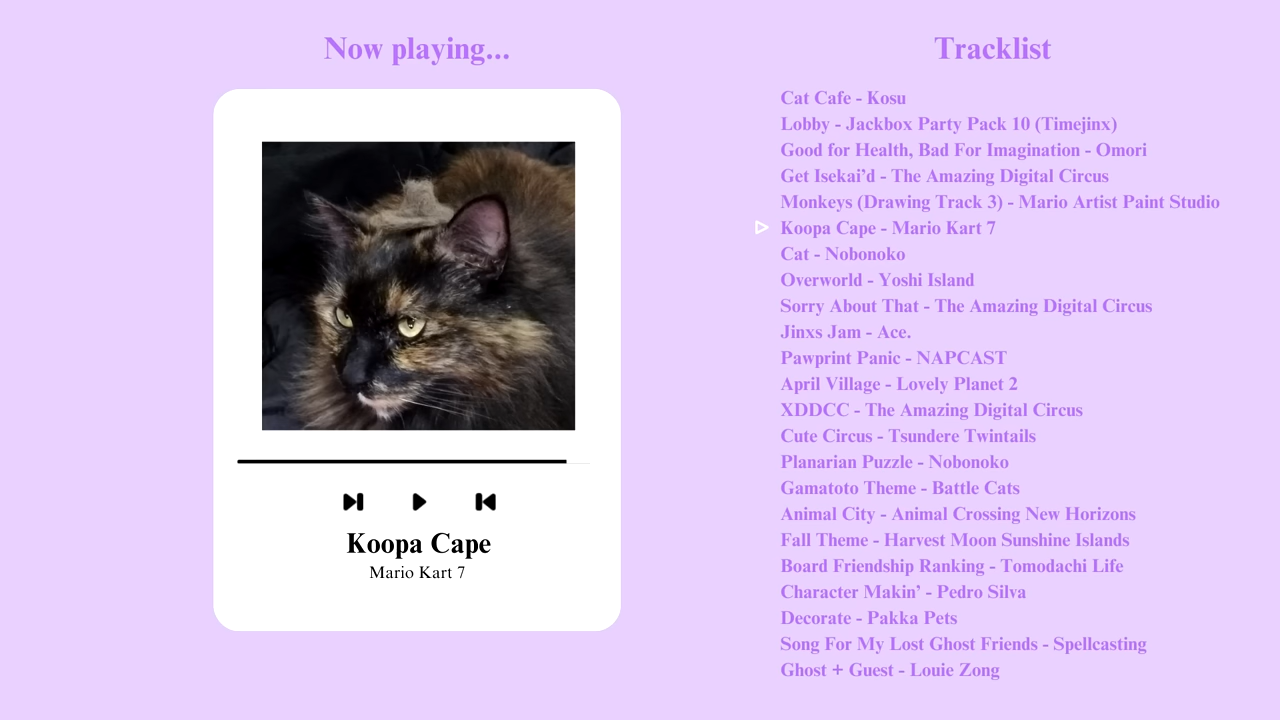 Now playing...
Koopa Cape
Mario Kart 7
Tracklist
Cat Cafe - Kosu
Lobby - Jackbox Party Pack 10 (Timejinx)
Good for Health, Bad For Imagination - Omori
Get Isekai’d - The Amazing Digital Circus
Monkeys (Drawing Track 3) - Mario Artist Paint Studio
Koopa Cape - Mario Kart 7
Cat - Nobonoko
Overworld - Yoshi Island
Sorry About That - The Amazing Digital Circus
Jinxs Jam - Ace.
Pawprint Panic - NAPCAST
April Village - Lovely Planet 2
XDDCC - The Amazing Digital Circus
Cute Circus - Tsundere Twintails
Planarian Puzzle - Nobonoko
Gamatoto Theme - Battle Cats
Animal City - Animal Crossing New Horizons
Fall Theme - Harvest Moon Sunshine Islands
Board Friendship Ranking - Tomodachi Life
Character Makin’ - Pedro Silva
Decorate - Pakka Pets
Song For My Lost Ghost Friends - Spellcasting
Ghost + Guest - Louie Zong